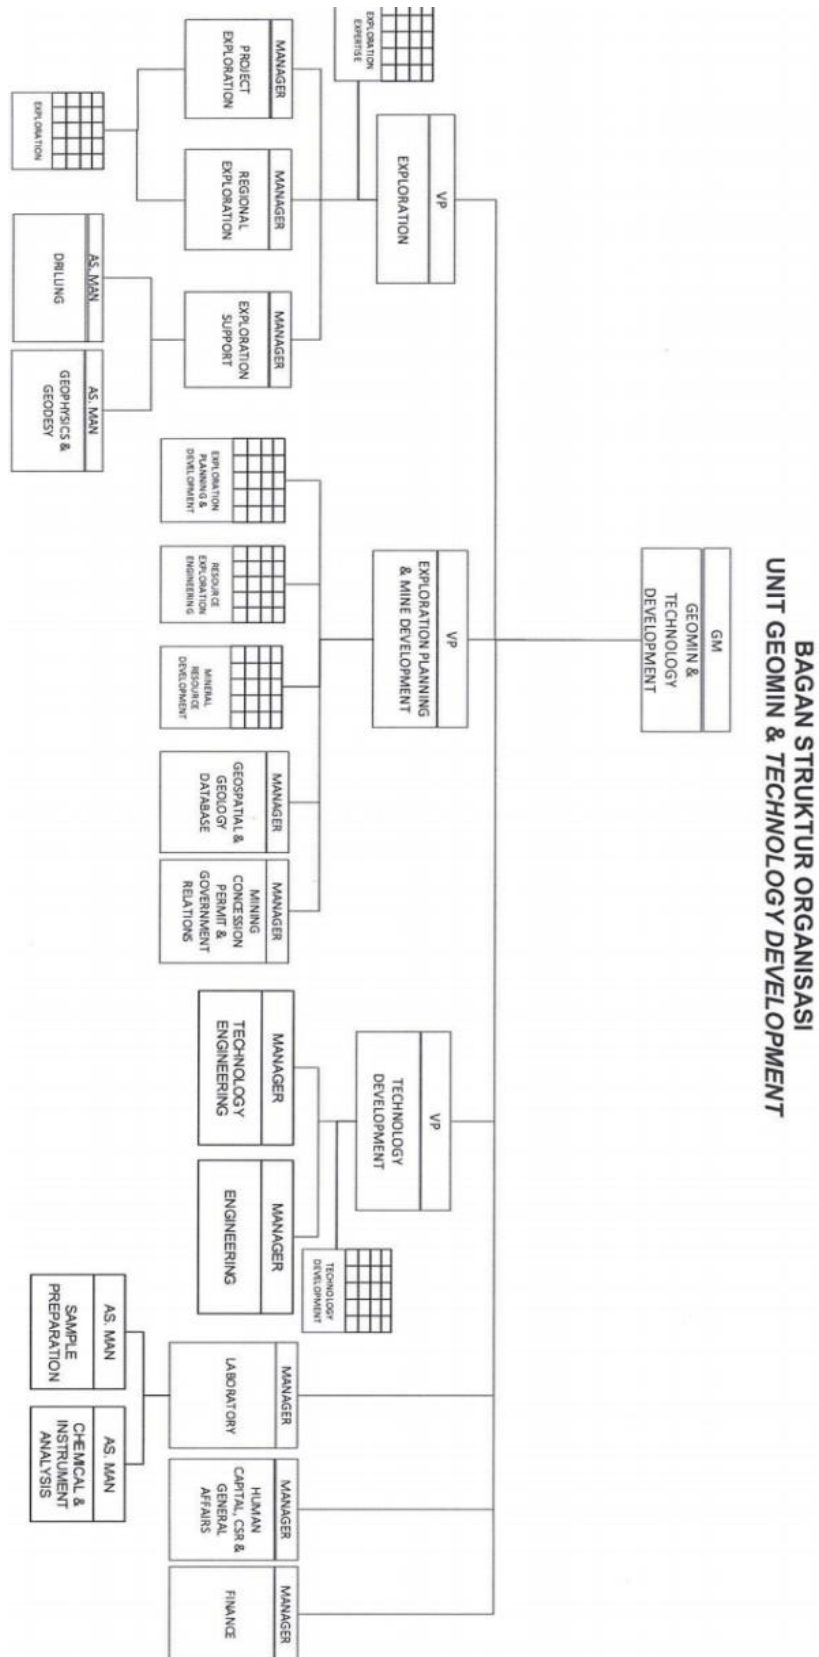 BAGAN STRUKTUR ORGANISASI
UNIT GEOMIN & TECHNOLOGY DEVELOPMENT
GM
GEOMIN &
TECHNOLOGY
DEVELOPMENT
VP
EXPLORATION
EXPLORATION
EXPERTISE
MANAGER
PROJECT
EXPLORATION
MANAGER
REGIONAL
EXPLORATION
EXPLORATION
MANAGER
EXPLORATION
SUPPORT
AS. MAN
DRILLING
AS. MAN
GEOPHYSICS &
GEODESY
VP
EXPLORATION PLANNING
& MINE DEVELOPMENT
EXPLORATION
PLANNING &
DEVELOPMENT
RESOURCE
EXPLORATION
ENGINEERING
MINERAL
RESOURCE
DEVELOPMENT
MANAGER
GEOSPATIAL &
GEOLOGY
DATABASE
MANAGER
MINING
CONCESSION
PERMIT &
GOVERNMENT
RELATIONS
VP
TECHNOLOGY
DEVELOPMENT
MANAGER
TECHNOLOGY
ENGINEERING
MANAGER
ENGINEERING
TECHNOLOGY
DEVELOPMENT
MANAGER
LABORATORY
AS. MAN
SAMPLE
PREPARATION
AS. MAN
CHEMICAL &
INSTRUMENT
ANALYSIS
MANAGER
HUMAN
CAPITAL, CSR &
GENERAL
AFFAIRS
MANAGER
FINANCE